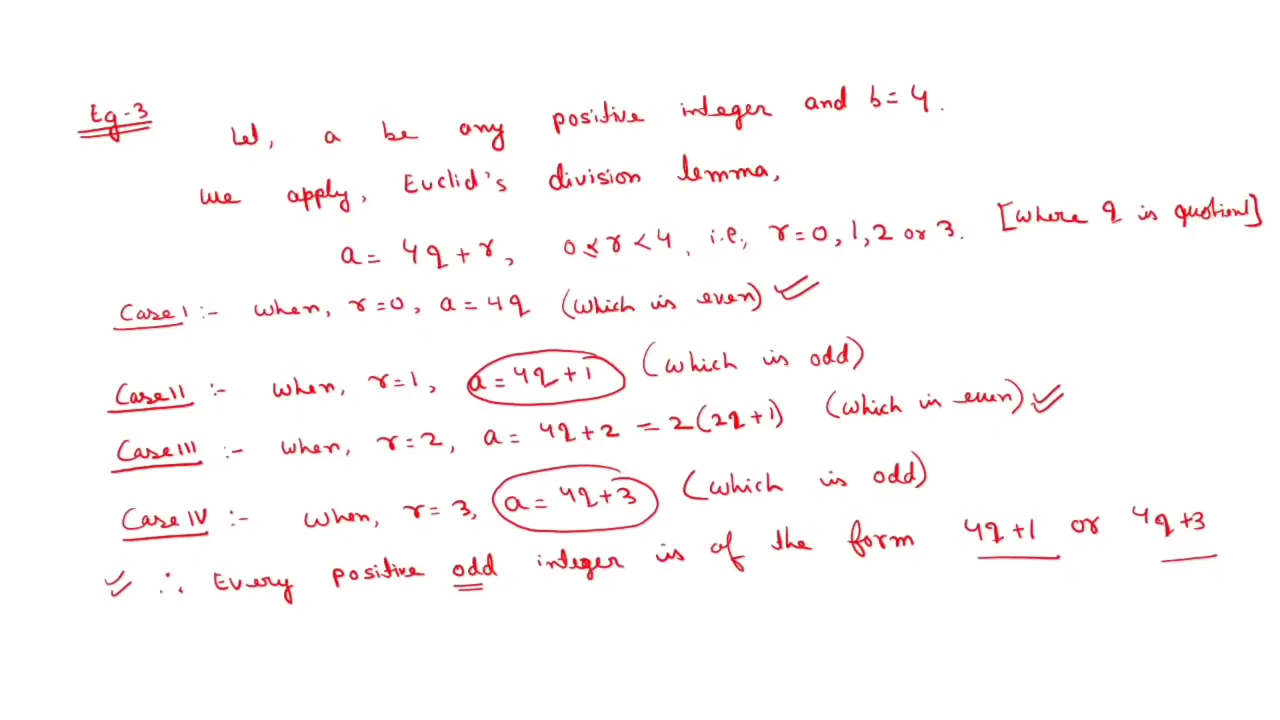 Eg-3
Let, a be any positive integer and b = 4.
We apply, Euclid's division lemma,
a = 4q + r, 0 ≤ r < 4, i.e., r = 0, 1, 2 or 3. [where q is quotient]
Case I :- when, r = 0, a = 4q (which is even)
Case II :- when, r = 1, a = 4q + 1 (which is odd)
Case III :- when, r = 2, a = 4q + 2 = 2(2q + 1) (which is even)
Case IV :- when, r = 3, a = 4q + 3 (which is odd)
∴ Every positive odd integer is of the form 4q + 1 or 4q + 3